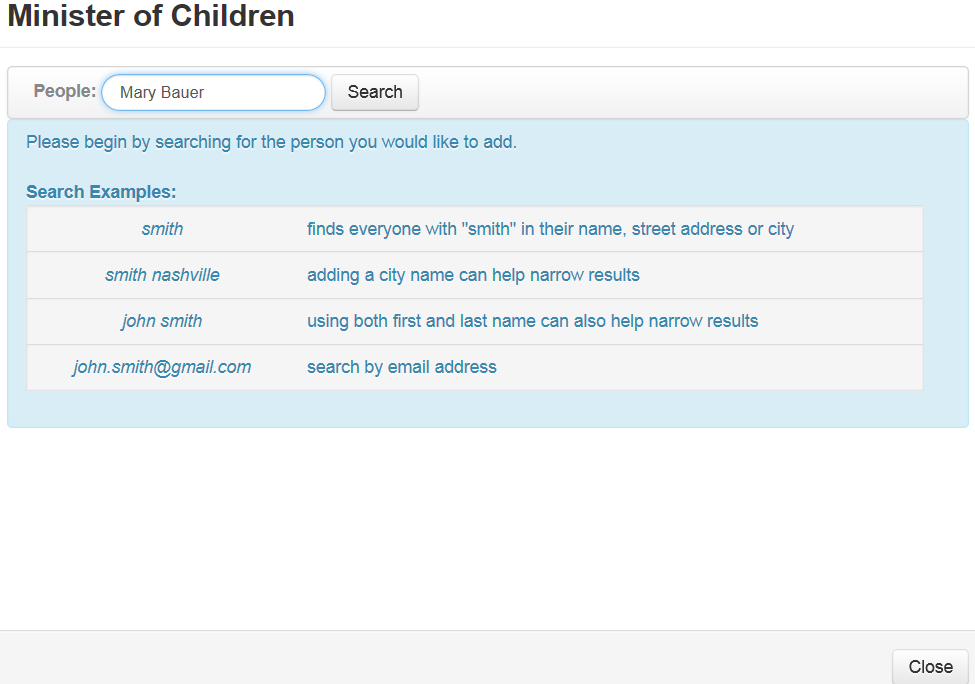 Minister of Children
People: Mary Bauer Search
Please begin by searching for the person you would like to add.
Search Examples:
smith finds everyone with "smith" in their name, street address or city
smith nashville adding a city name can help narrow results
john smith using both first and last name can also help narrow results
john.smith@gmail.com search by email address
Close